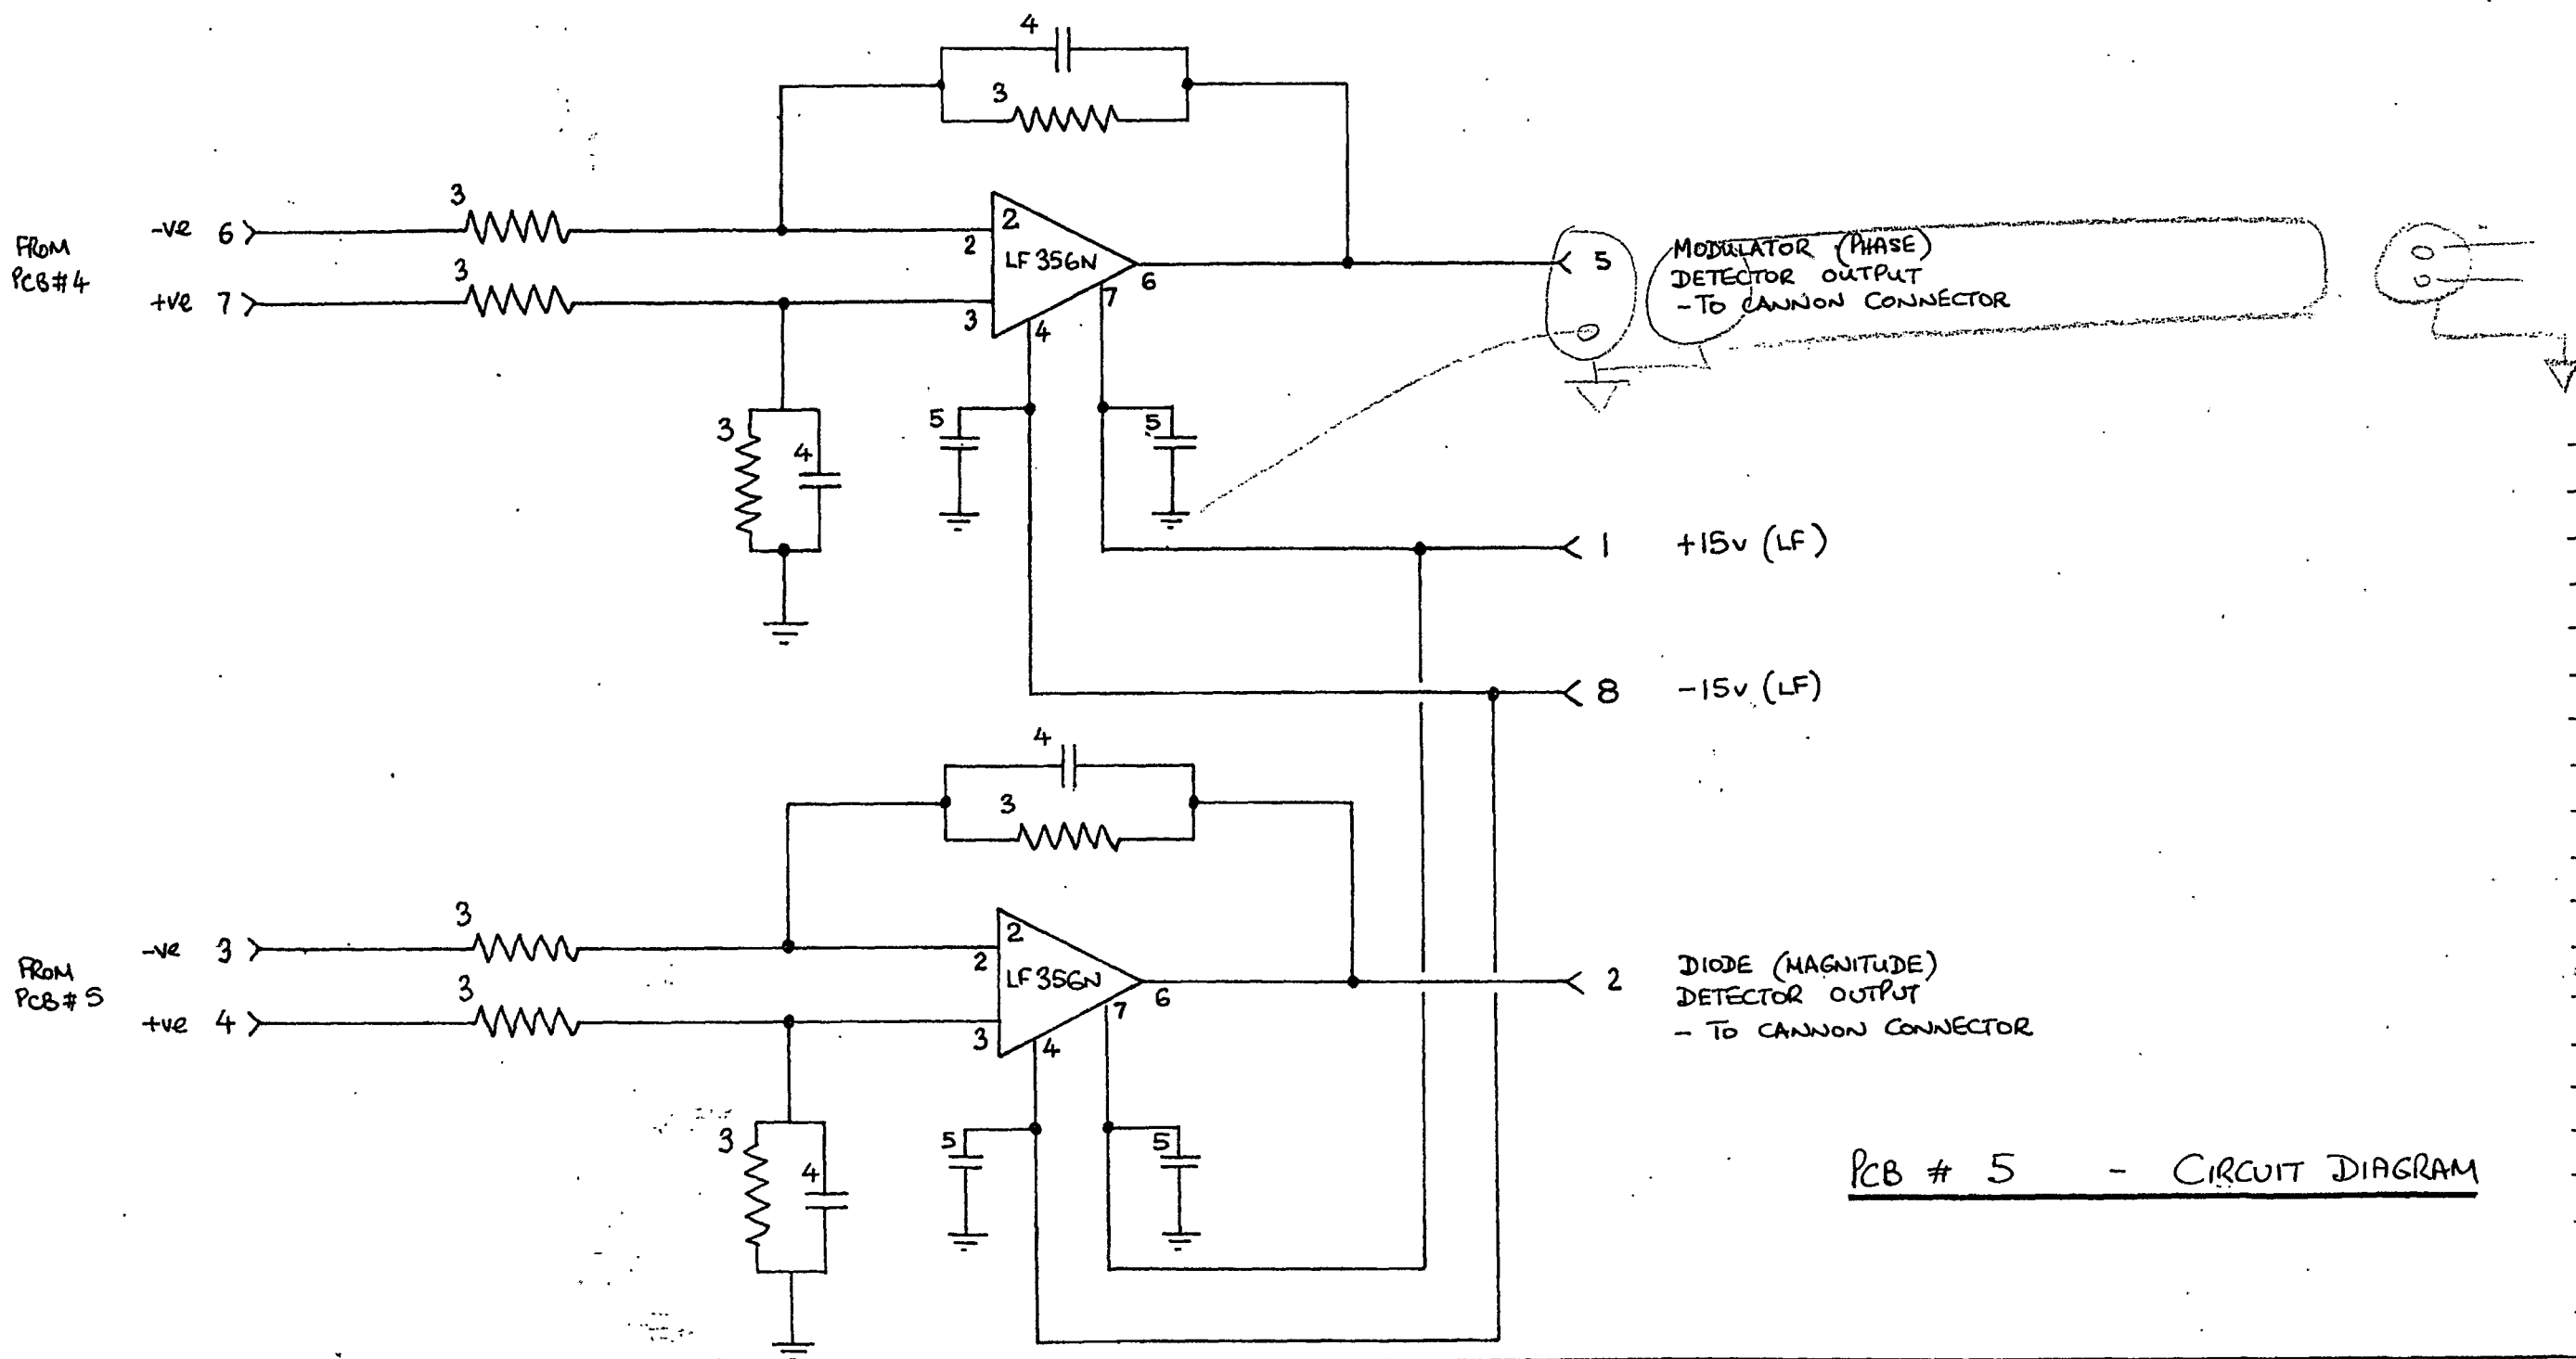 4
3
3
-ve 6
FROM
PCB#4
3
+ve 7
2
2
LF356N
3
6
7
4
5
MODULATOR (PHASE)
DETECTOR OUTPUT
-TO CANNON CONNECTOR
3
4
5
5
1 +15v (LF)
8 -15v (LF)
4
3
3
-ve 3
FROM
PCB#5
3
+ve 4
2
2
LF356N
3
6
7
4
2
DIODE (MAGNITUDE)
DETECTOR OUTPUT
- TO CANNON CONNECTOR
3
4
5
5
PCB # 5 - CIRCUIT DIAGRAM